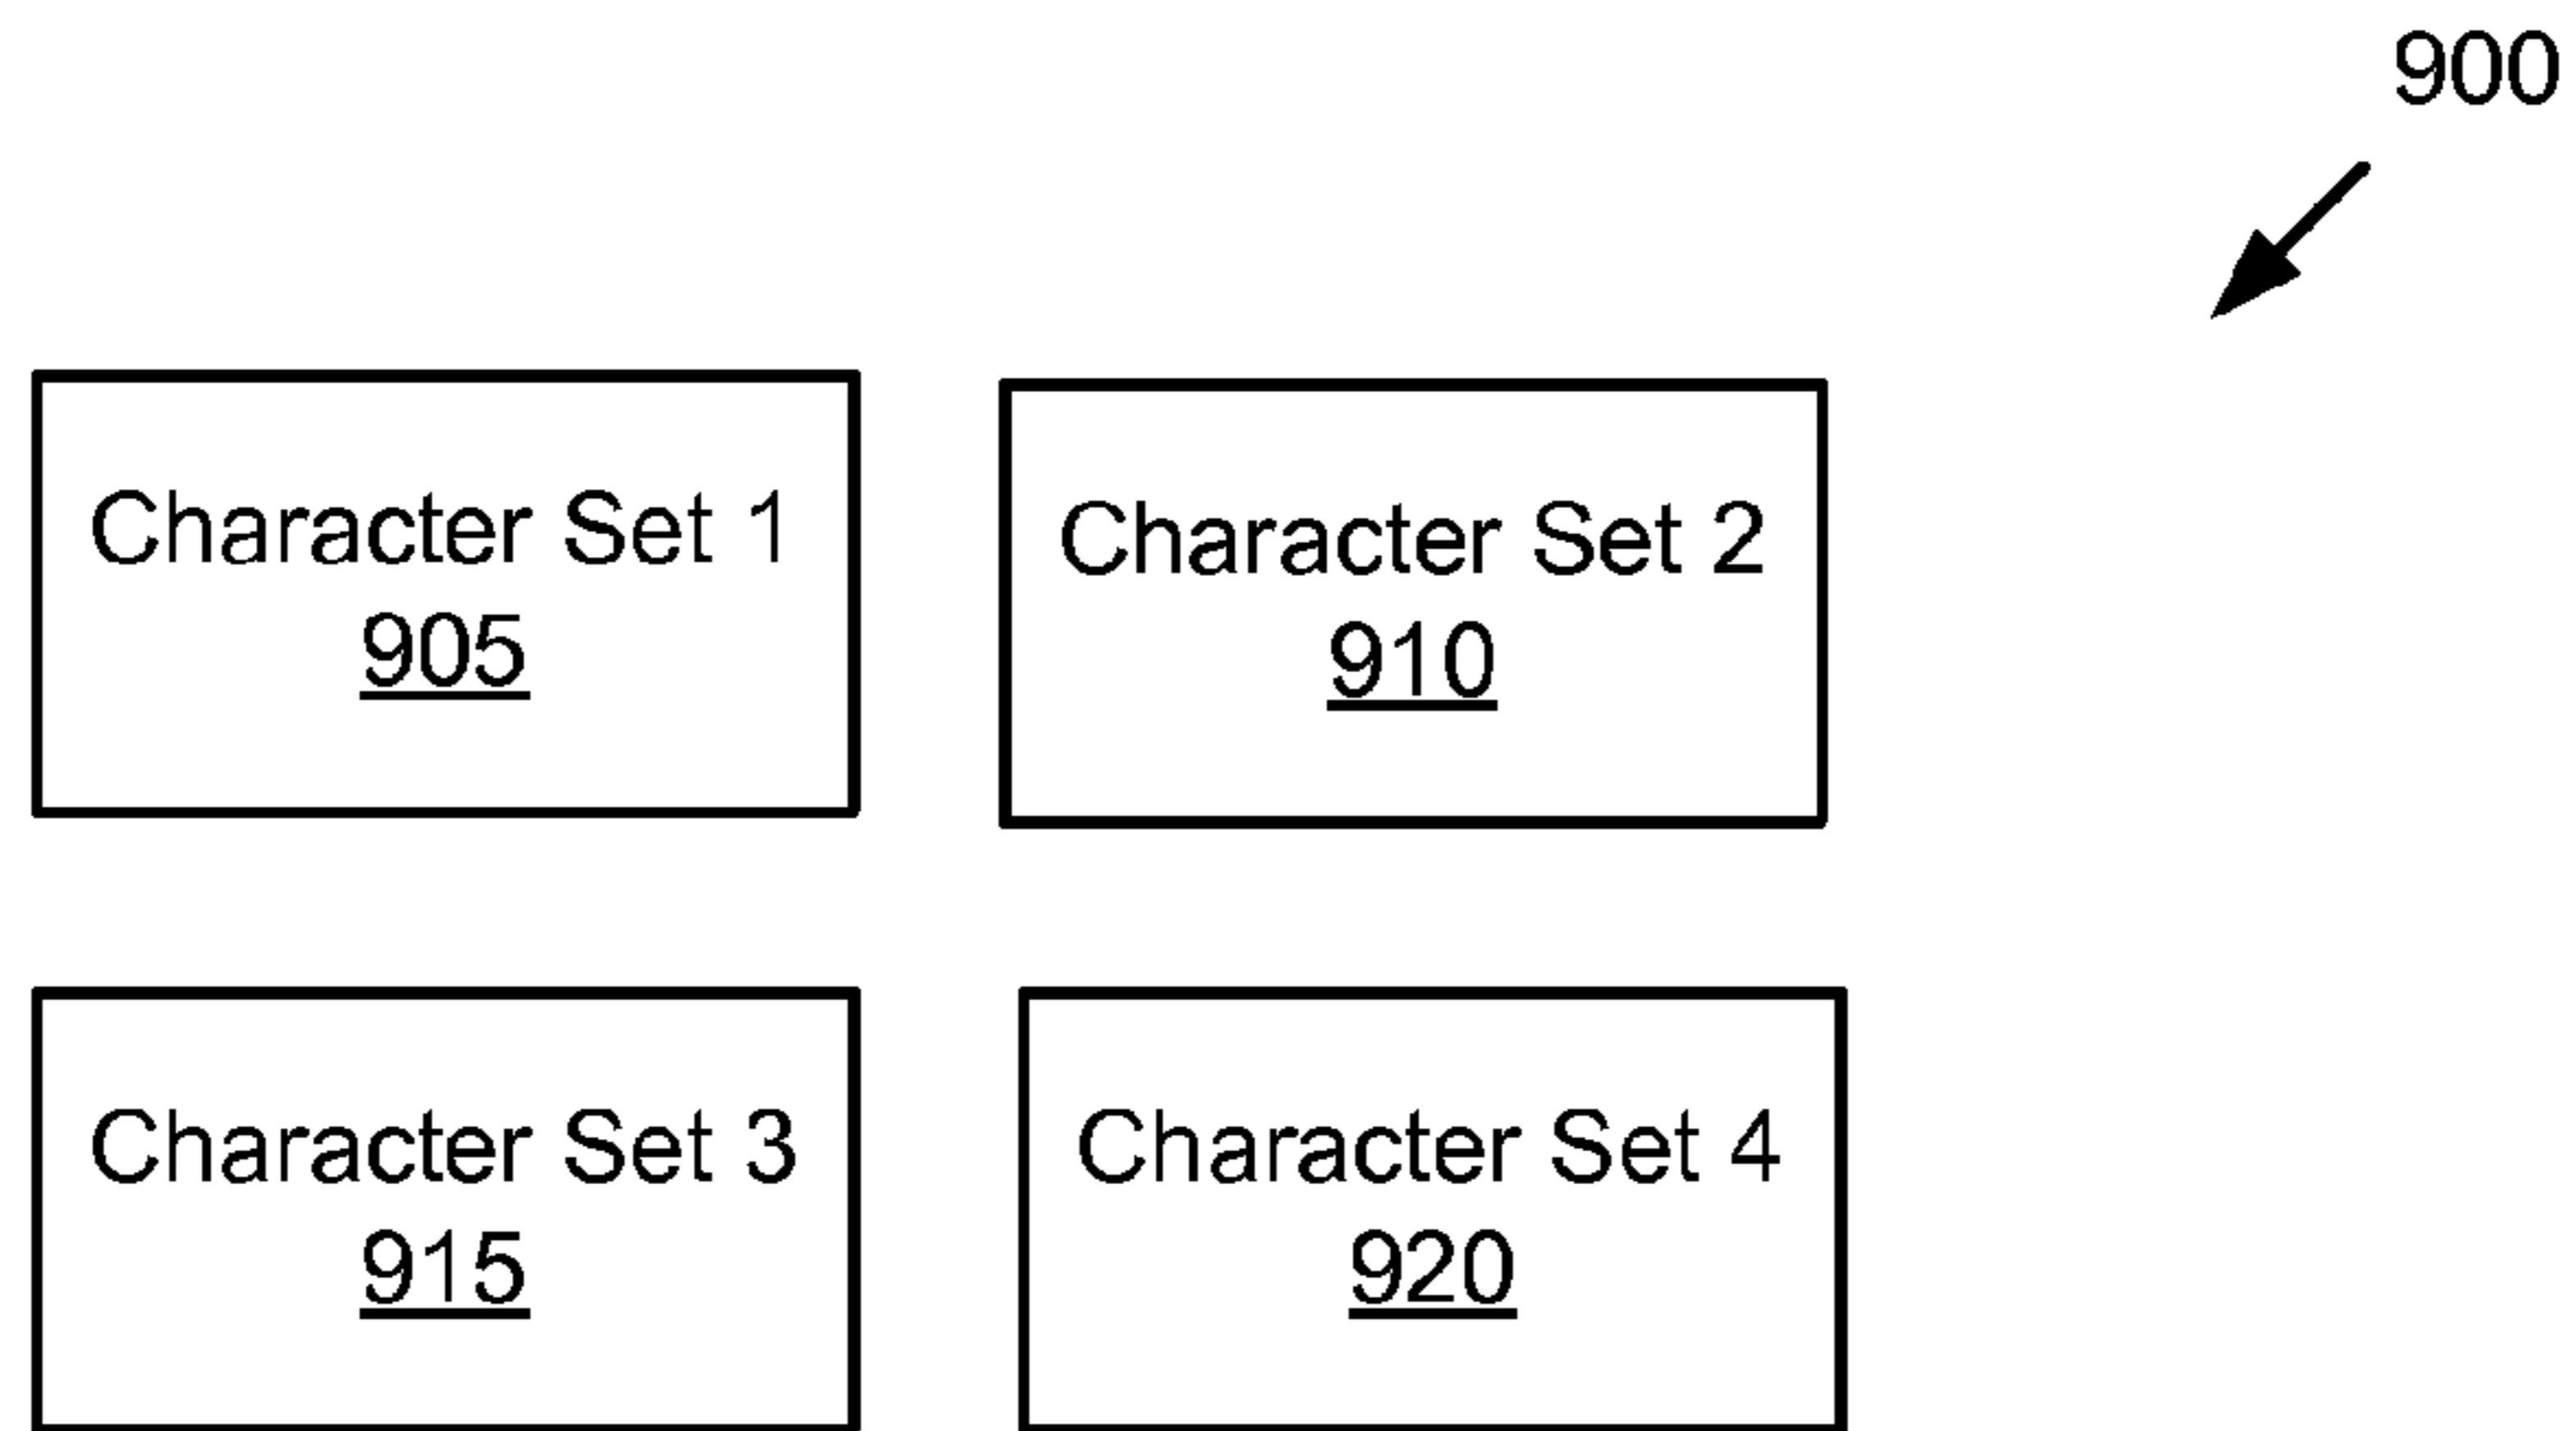 900
Character Set 1
905
Character Set 2
910
Character Set 3
915
Character Set 4
920